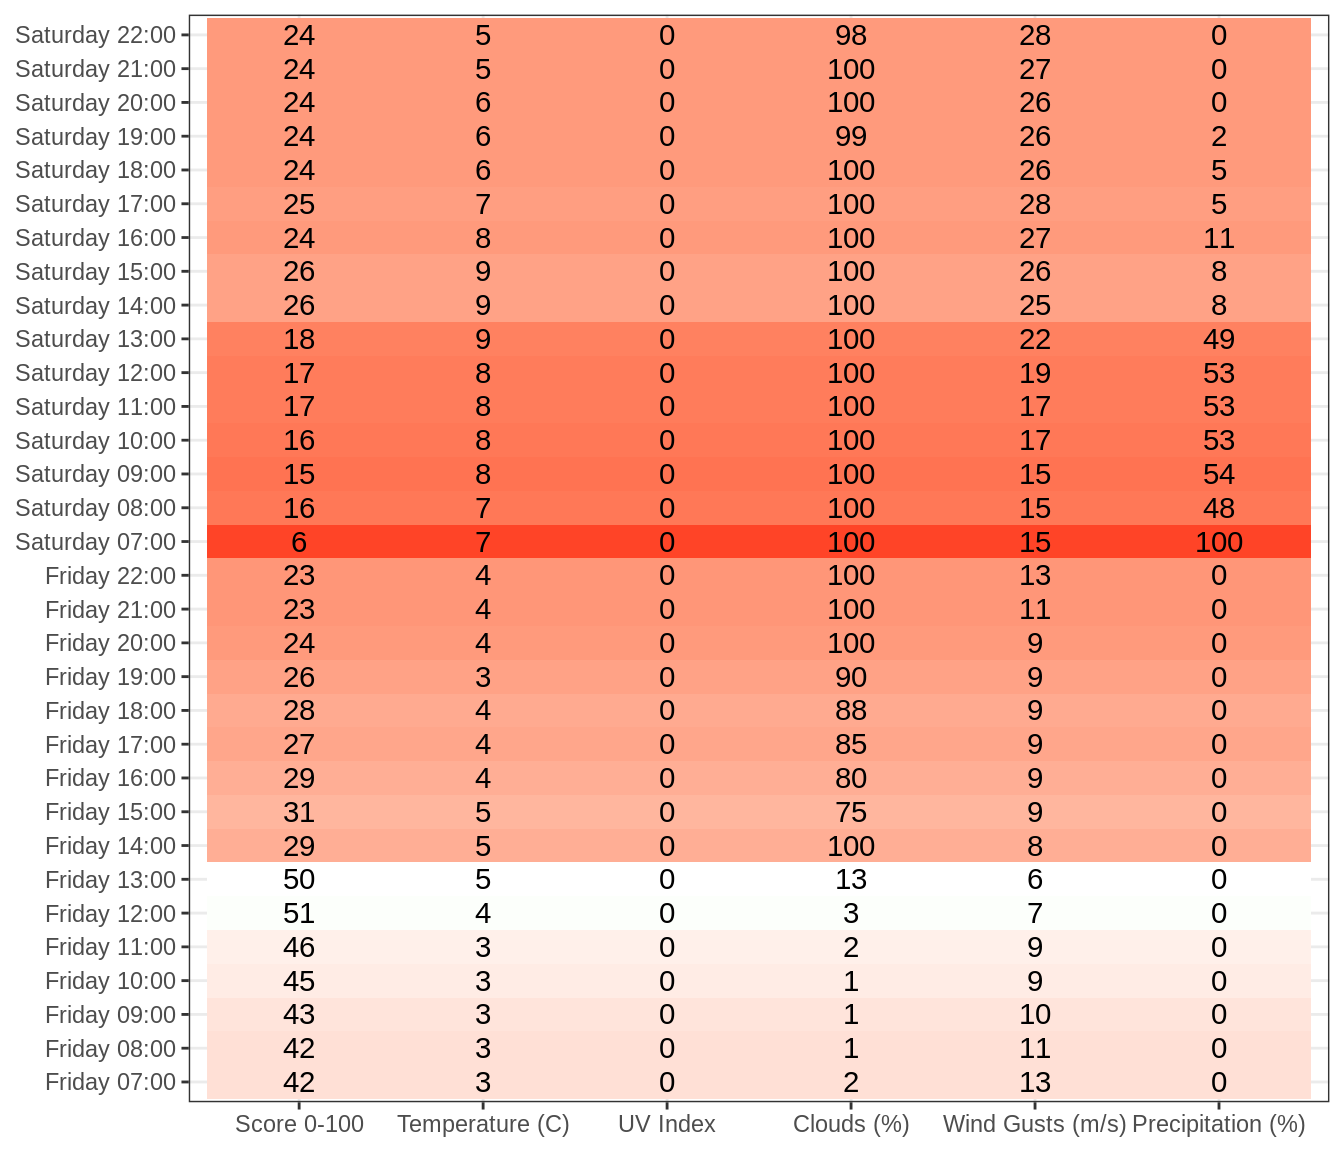 Saturday 22:00 24 5 0 98 28 0
Saturday 21:00 24 5 0 100 27 0
Saturday 20:00 24 6 0 100 26 0
Saturday 19:00 24 6 0 99 26 2
Saturday 18:00 24 6 0 100 26 5
Saturday 17:00 25 7 0 100 28 5
Saturday 16:00 24 8 0 100 27 11
Saturday 15:00 26 9 0 100 26 8
Saturday 14:00 26 9 0 100 25 8
Saturday 13:00 18 9 0 100 22 49
Saturday 12:00 17 8 0 100 19 53
Saturday 11:00 17 8 0 100 17 53
Saturday 10:00 16 8 0 100 17 53
Saturday 09:00 15 8 0 100 15 54
Saturday 08:00 16 7 0 100 15 48
Saturday 07:00 6 7 0 100 15 100
Friday 22:00 23 4 0 100 13 0
Friday 21:00 23 4 0 100 11 0
Friday 20:00 24 4 0 100 9 0
Friday 19:00 26 3 0 90 9 0
Friday 18:00 28 4 0 88 9 0
Friday 17:00 27 4 0 85 9 0
Friday 16:00 29 4 0 80 9 0
Friday 15:00 31 5 0 75 9 0
Friday 14:00 29 5 0 100 8 0
Friday 13:00 50 5 0 13 6 0
Friday 12:00 51 4 0 3 7 0
Friday 11:00 46 3 0 2 9 0
Friday 10:00 45 3 0 1 9 0
Friday 09:00 43 3 0 1 10 0
Friday 08:00 42 3 0 1 11 0
Friday 07:00 42 3 0 2 13 0
Score 0-100 Temperature (C) UV Index Clouds (%) Wind Gusts (m/s) Precipitation (%)